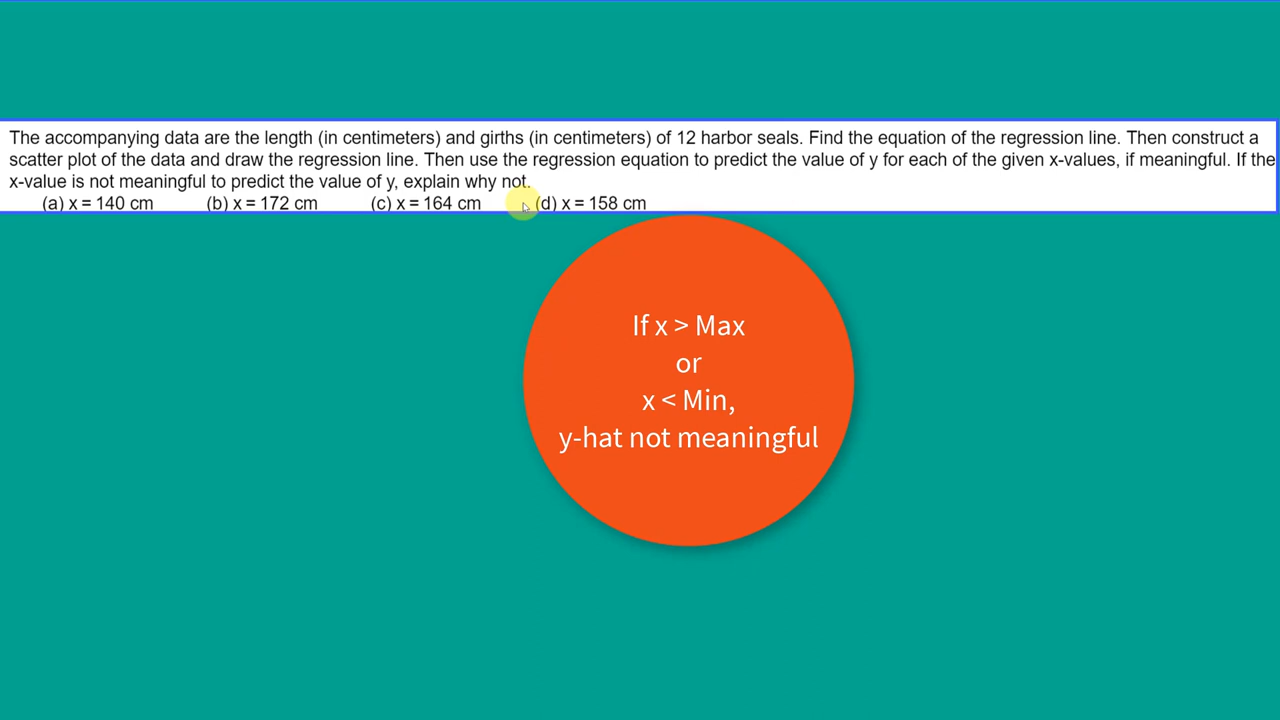 The accompanying data are the length (in centimeters) and girths (in centimeters) of 12 harbor seals. Find the equation of the regression line. Then construct a
scatter plot of the data and draw the regression line. Then use the regression equation to predict the value of y for each of the given x-values, if meaningful. If the
x-value is not meaningful to predict the value of y, explain why not.
(a) x = 140 cm (b) x = 172 cm (c) x = 164 cm (d) x = 158 cm
If x > Max
or
x < Min,
y-hat not meaningful